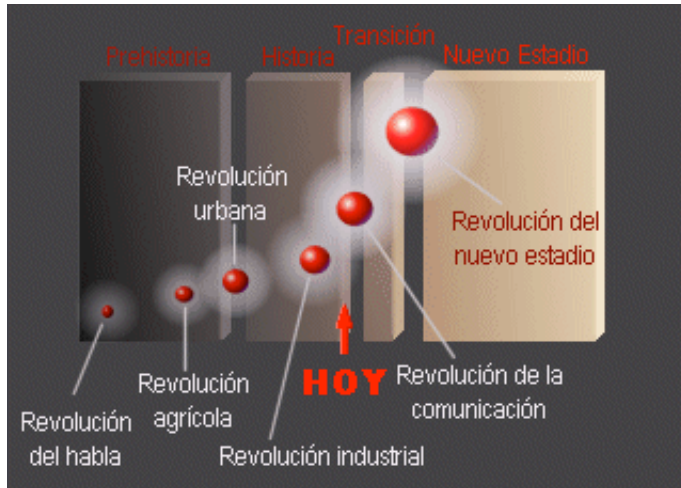 Prehistoria
Historia
Transición
Nuevo Estadio
Revolución
urbana
Revolución del
nuevo estadio
HOY
Revolución de la
comunicación
Revolución
agrícola
Revolución
del habla
Revolución industrial